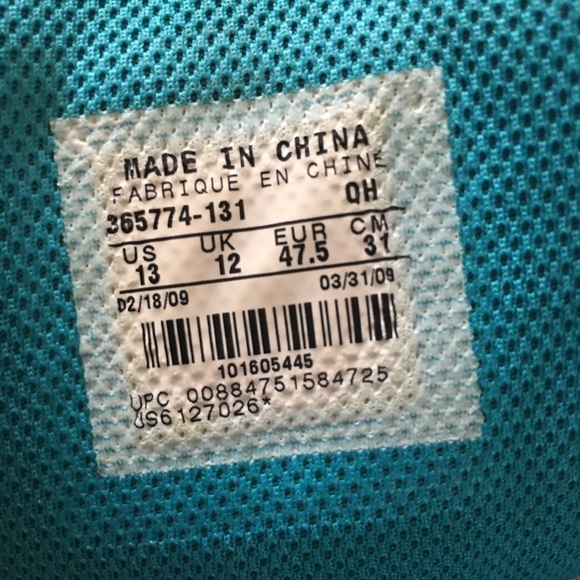 MADE IN CHINA
FABRIQUE EN CHINE
365774-131 QH
US UK EUR CM
13 12 47.5 31
02/18/09 03/31/09
101605445
UPC 00884751584725
US6127026*